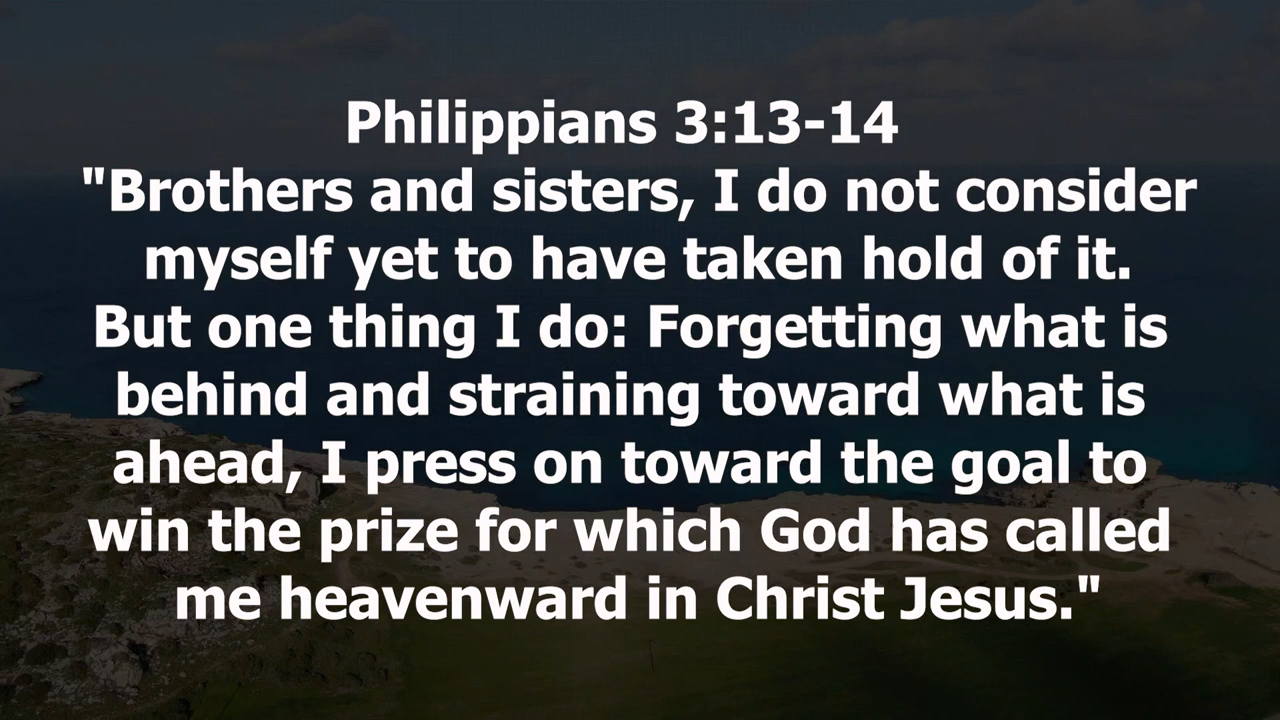 Philippians 3:13-14
"Brothers and sisters, I do not consider
myself yet to have taken hold of it.
But one thing I do: Forgetting what is
behind and straining toward what is
ahead, I press on toward the goal to
win the prize for which God has called
me heavenward in Christ Jesus."